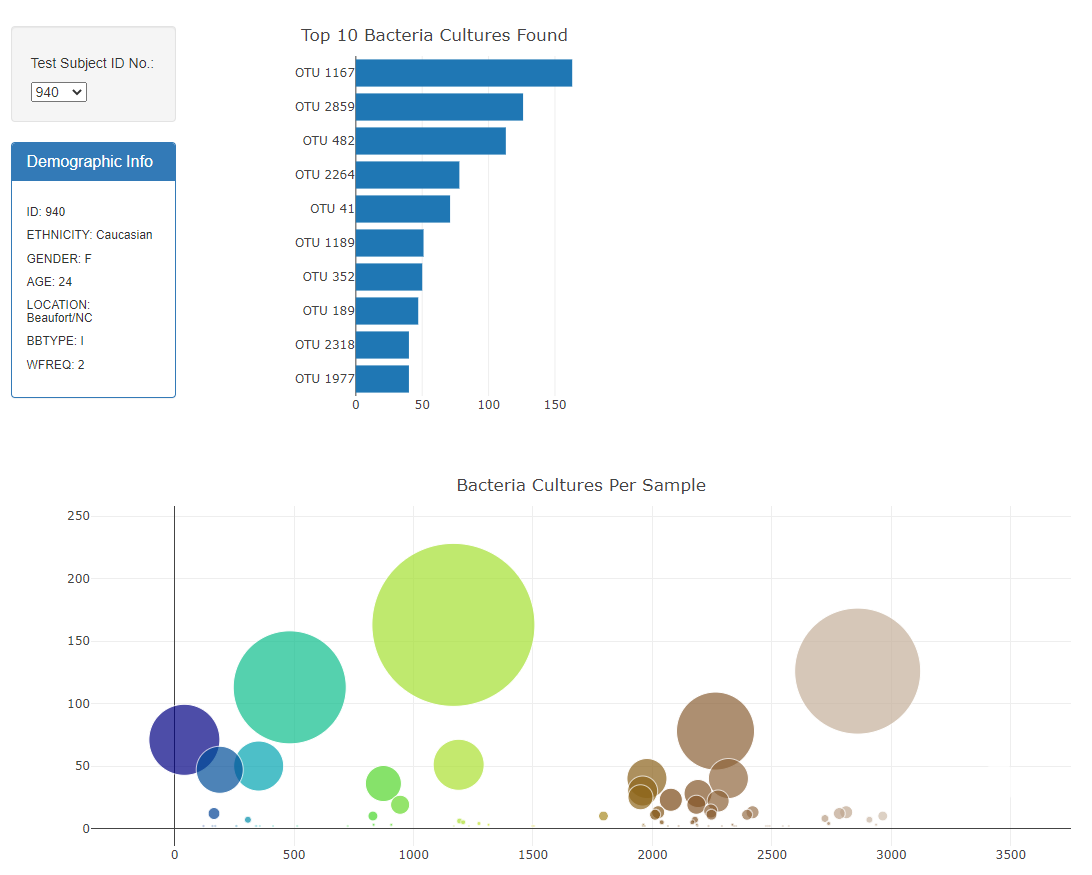 Test Subject ID No.:
940
Demographic Info
ID: 940
ETHNICITY: Caucasian
GENDER: F
AGE: 24
LOCATION:
Beaufort/NC
BBTYPE: I
WFREQ: 2
Top 10 Bacteria Cultures Found
OTU 1167
OTU 2859
OTU 482
OTU 2264
OTU 41
OTU 1189
OTU 352
OTU 189
OTU 2318
OTU 1977
0 50 100 150
Bacteria Cultures Per Sample
250
200
150
100
50
0
0 500 1000 1500 2000 2500 3000 3500